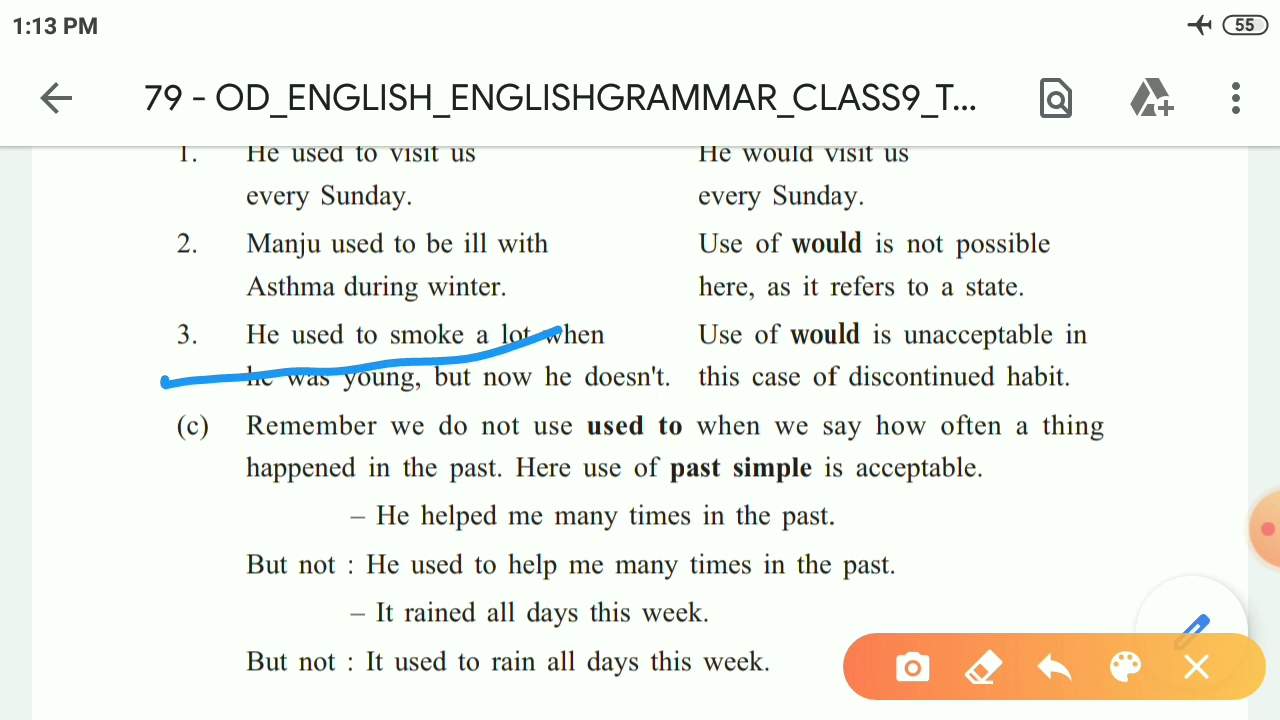 1:13 PM
55
79 - OD_ENGLISH_ENGLISHGRAMMAR_CLASS9_T...
1. He used to visit us He would visit us
every Sunday. every Sunday.
2. Manju used to be ill with Use of would is not possible
Asthma during winter. here, as it refers to a state.
3. He used to smoke a lot when Use of would is unacceptable in
he was young, but now he doesn't. this case of discontinued habit.
(c) Remember we do not use used to when we say how often a thing
happened in the past. Here use of past simple is acceptable.
– He helped me many times in the past.
But not : He used to help me many times in the past.
– It rained all days this week.
But not : It used to rain all days this week.